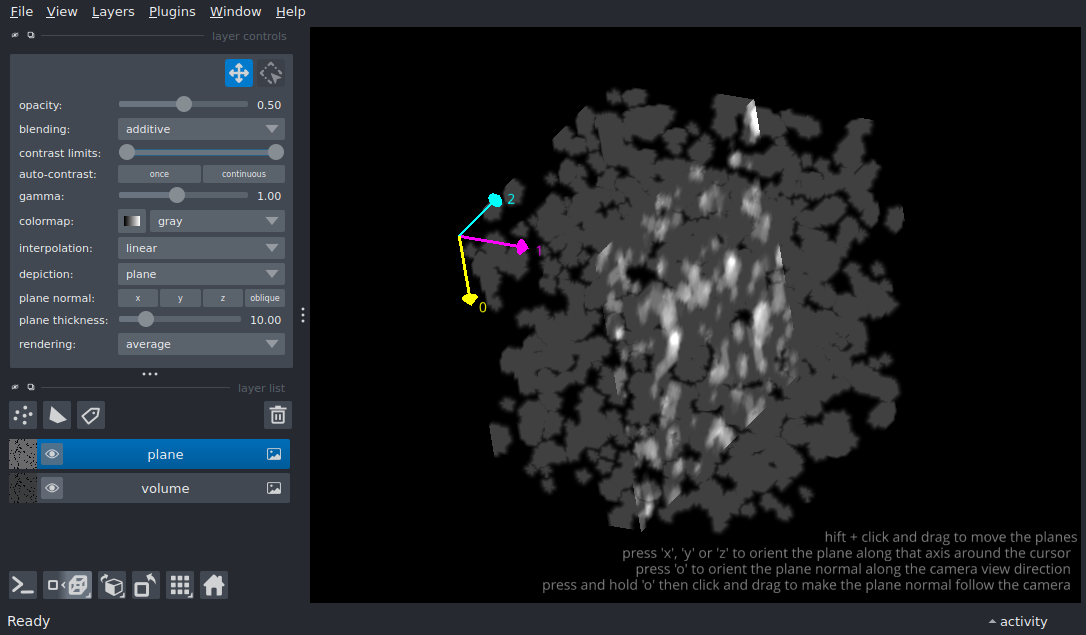 File View Layers Plugins Window Help
layer controls
opacity: 0.50
blending: additive
contrast limits:
auto-contrast: once continuous
gamma: 1.00
colormap: gray
interpolation: linear
depiction: plane
plane normal: x y z oblique
plane thickness: 10.00
rendering: average
layer list
plane
volume
2
1
0
hift + click and drag to move the planes
press 'x', 'y' or 'z' to orient the plane along that axis around the cursor
press 'o' to orient the plane normal along the camera view direction
press and hold 'o' then click and drag to make the plane normal follow the camera
Ready activity